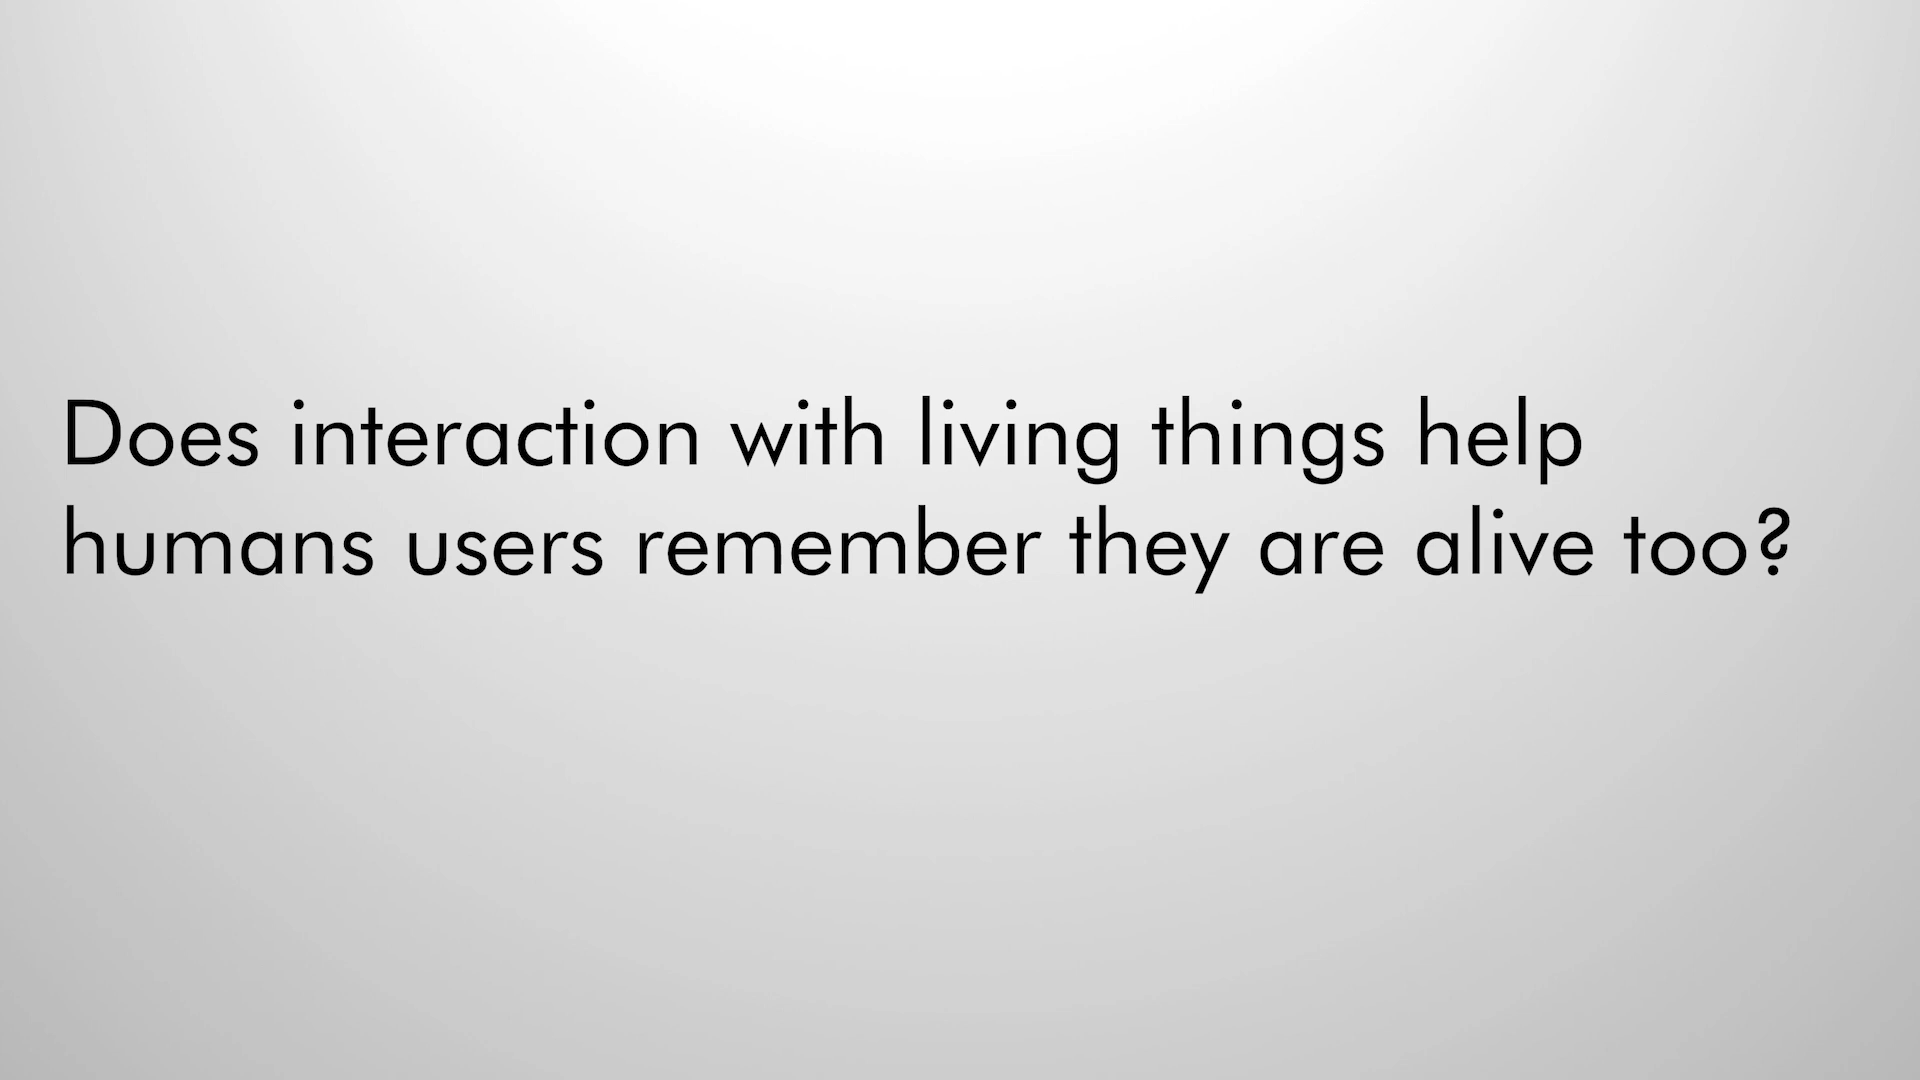 Does interaction with living things help
humans users remember they are alive too?